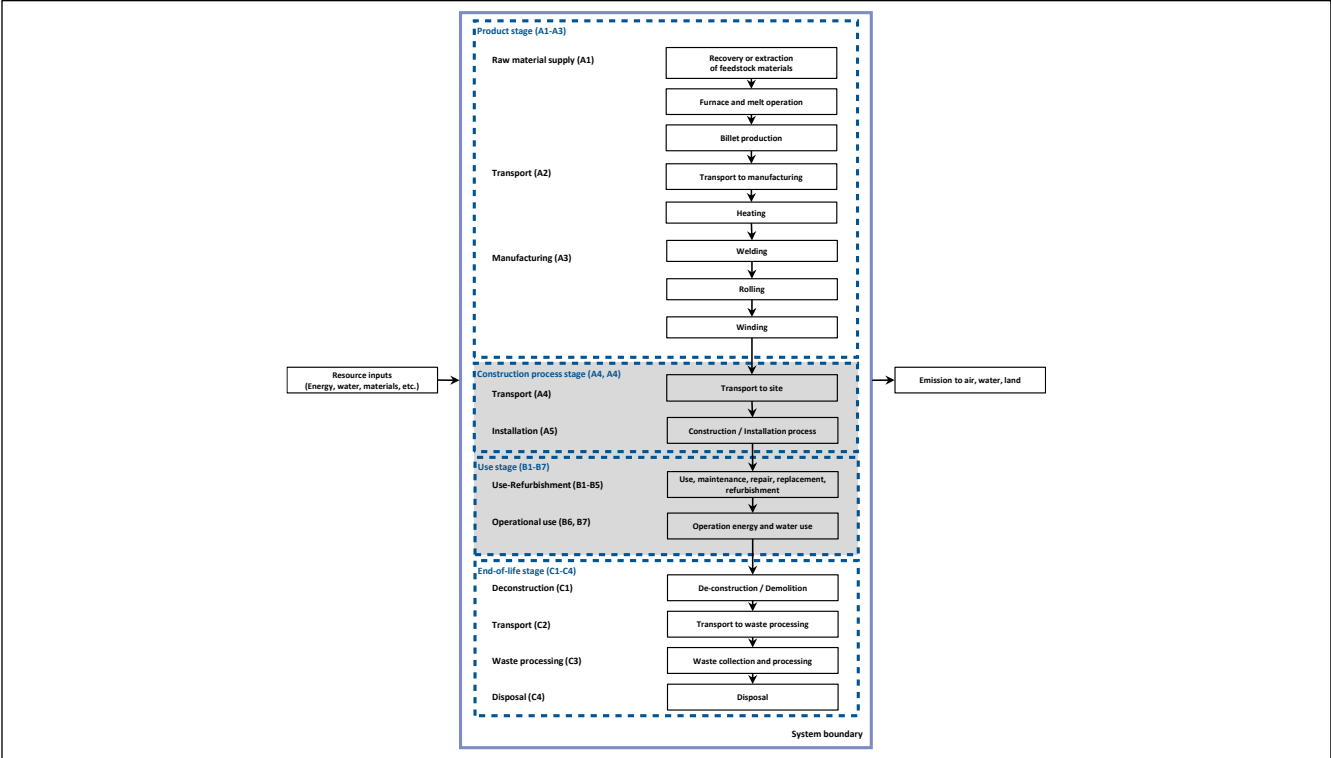 Product stage (A1-A3)
Raw material supply (A1)
Recovery or extraction
of feedstock materials
Furnace and melt operation
Billet production
Transport (A2)
Transport to manufacturing
Heating
Manufacturing (A3)
Welding
Rolling
Winding
Resource inputs
(Energy, water, materials, etc.)
Construction process stage (A4, A4)
Transport (A4)
Transport to site
Installation (A5)
Construction / Installation process
Emission to air, water, land
Use stage (B1-B7)
Use-Refurbishment (B1-B5)
Use, maintenance, repair, replacement,
refurbishment
Operational use (B6, B7)
Operation energy and water use
End-of-life stage (C1-C4)
Deconstruction (C1)
De-construction / Demolition
Transport (C2)
Transport to waste processing
Waste processing (C3)
Waste collection and processing
Disposal (C4)
Disposal
System boundary